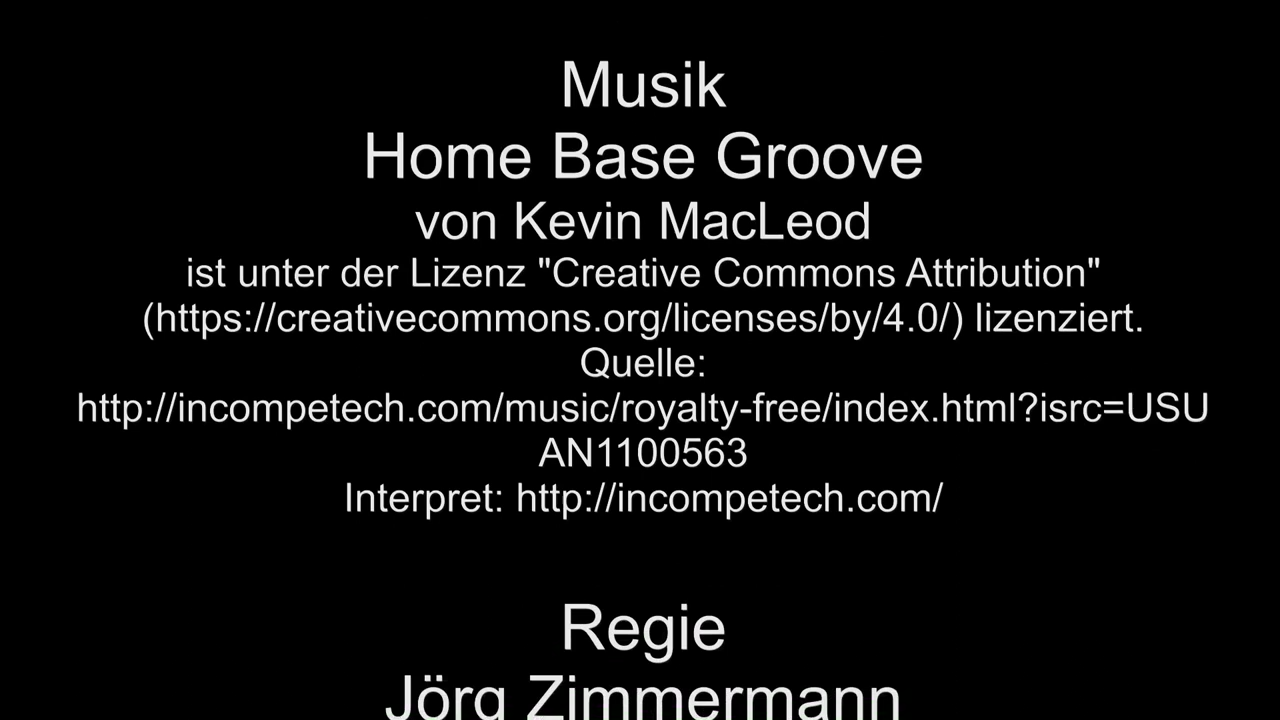 Musik
Home Base Groove
von Kevin MacLeod
ist unter der Lizenz "Creative Commons Attribution"
(https://creativecommons.org/licenses/by/4.0/) lizenziert.
Quelle:
http://incompetech.com/music/royalty-free/index.html?isrc=USU
AN1100563
Interpret: http://incompetech.com/
Regie
Jörg Zimmermann